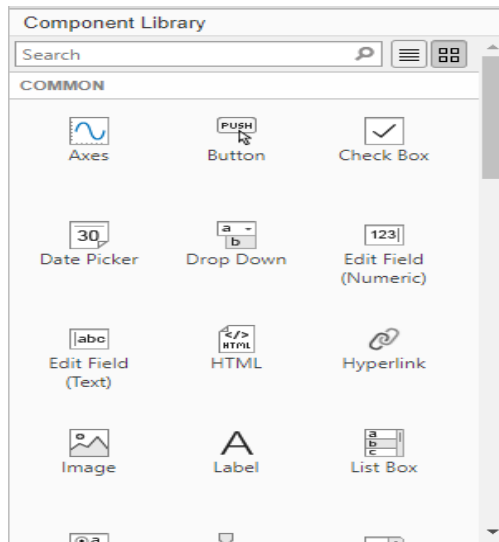 Component Library
Search
COMMON
PUSH
Axes
Button
Check Box
30
a
b
123
Date Picker
Drop Down
Edit Field
(Numeric)
abc
</>
HTML
Edit Field
(Text)
HTML
Hyperlink
A
a
b
c
Image
Label
List Box
a